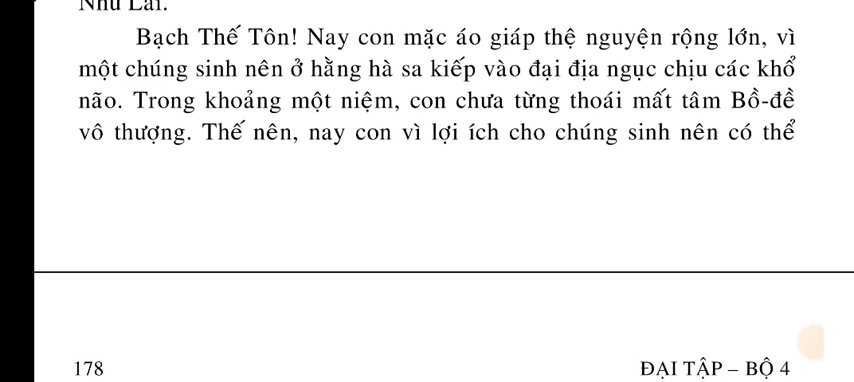 Như Lai.
Bạch Thế Tôn! Nay con mặc áo giáp thệ nguyện rộng lớn, vì
một chúng sinh nên ở hằng hà sa kiếp vào đại địa ngục chịu các khổ
não. Trong khoảng một niệm, con chưa từng thoái mất tâm Bồ-đề
vô thượng. Thế nên, nay con vì lợi ích cho chúng sinh nên có thể
178
ĐẠI TẬP – BỘ 4